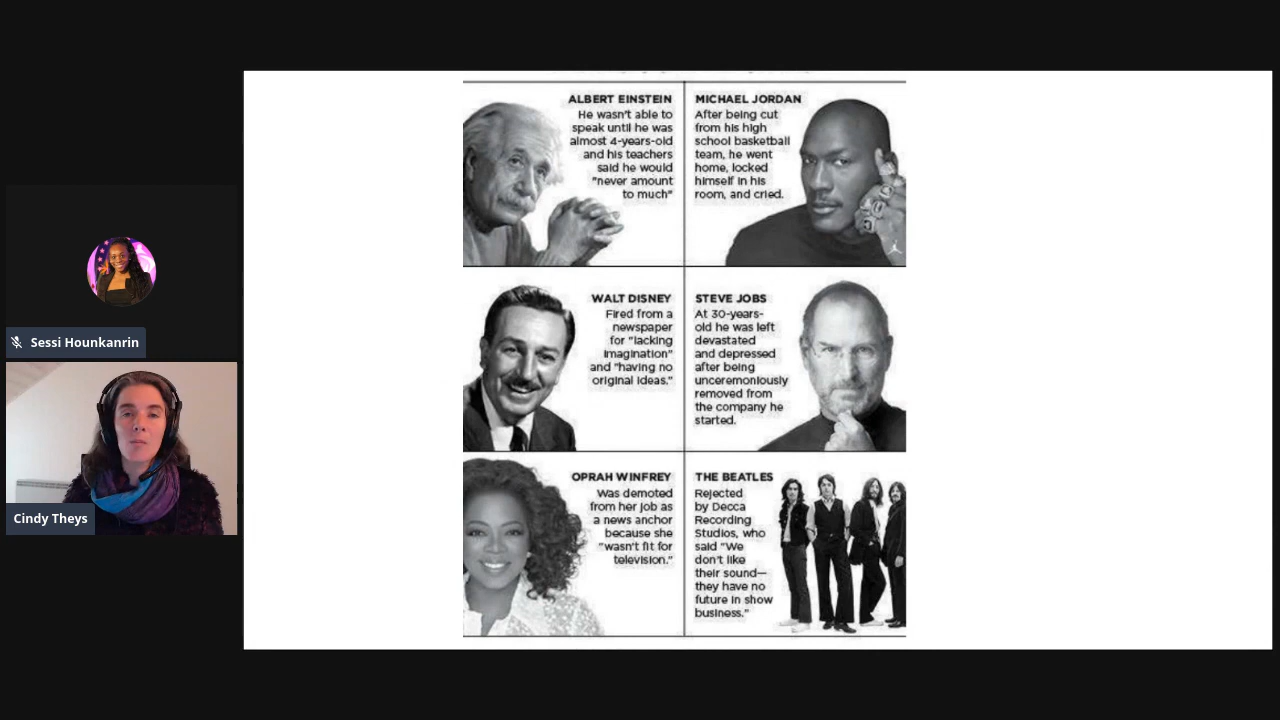 Sessi Hounkanrin
Cindy Theys
ALBERT EINSTEIN
He wasn't able to
speak until he was
almost 4-years-old
and his teachers
said he would
"never amount
to much"
MICHAEL JORDAN
After being cut
from his high
school basketball
team, he went
home, locked
himself in his
room, and cried.
WALT DISNEY
Fired from a
newspaper
for "lacking
imagination"
and "having no
original ideas."
STEVE JOBS
At 30-years-
old he was left
devastated
and depressed
after being
unceremoniously
removed from
the company he
started.
OPRAH WINFREY
Was demoted
from her job as
a news anchor
because she
"wasn't fit for
television."
THE BEATLES
Rejected
by Decca
Recording
Studios, who
said "We
don't like
their sound—
they have no
future in show
business."